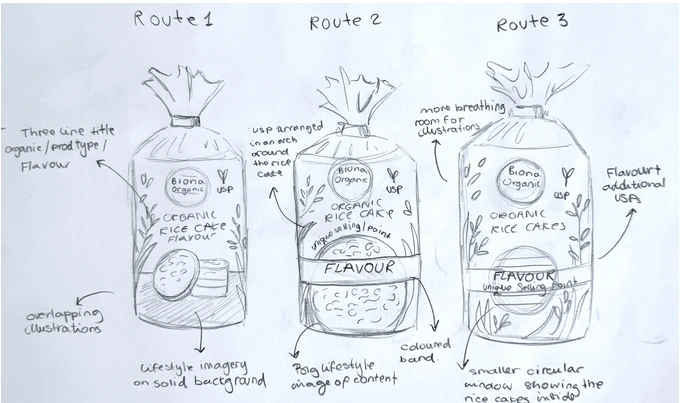 Route 1
Route 2
Route 3
Three line title
organic/prod type/
Flavour
Biona
Organic
USP
ORGANIC
RICE CAKE
Flavour
overlapping
illustrations
Lifestyle imagery
on solid background
usp arranged
in an arch
around
the rice
cake
Biona
Organic
USP
ORGANIC
RICE CAKE
unique selling/point
FLAVOUR
Big lifestyle
image of content
coloured
band.
more breathing
room for
illustrations
Biona
Organic
USP
ORGANIC
RICE CAKES
FLAVOUR
unique selling point
Flavour +
additional
USPs
smaller circular
window showing the
rice cakes inside